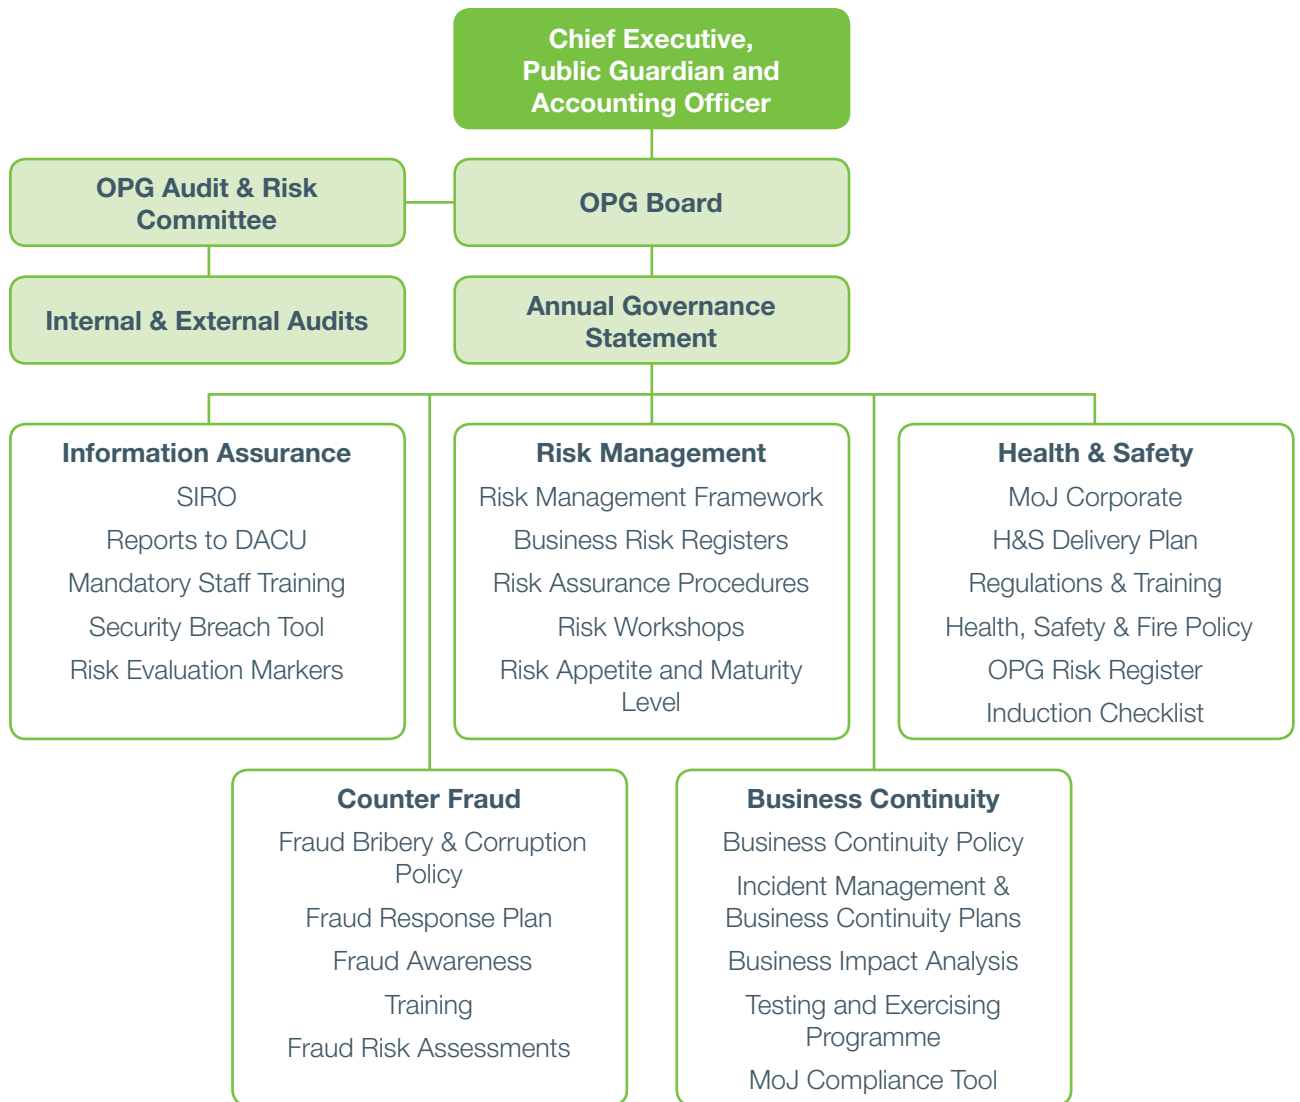 Chief Executive,
Public Guardian and
Accounting Officer
OPG Audit & Risk
Committee
OPG Board
Internal & External Audits
Annual Governance
Statement
Information Assurance
SIRO
Reports to DACU
Mandatory Staff Training
Security Breach Tool
Risk Evaluation Markers
Risk Management
Risk Management Framework
Business Risk Registers
Risk Assurance Procedures
Risk Workshops
Risk Appetite and Maturity
Level
Health & Safety
MoJ Corporate
H&S Delivery Plan
Regulations & Training
Health, Safety & Fire Policy
OPG Risk Register
Induction Checklist
Counter Fraud
Fraud Bribery & Corruption
Policy
Fraud Response Plan
Fraud Awareness
Training
Fraud Risk Assessments
Business Continuity
Business Continuity Policy
Incident Management &
Business Continuity Plans
Business Impact Analysis
Testing and Exercising
Programme
MoJ Compliance Tool